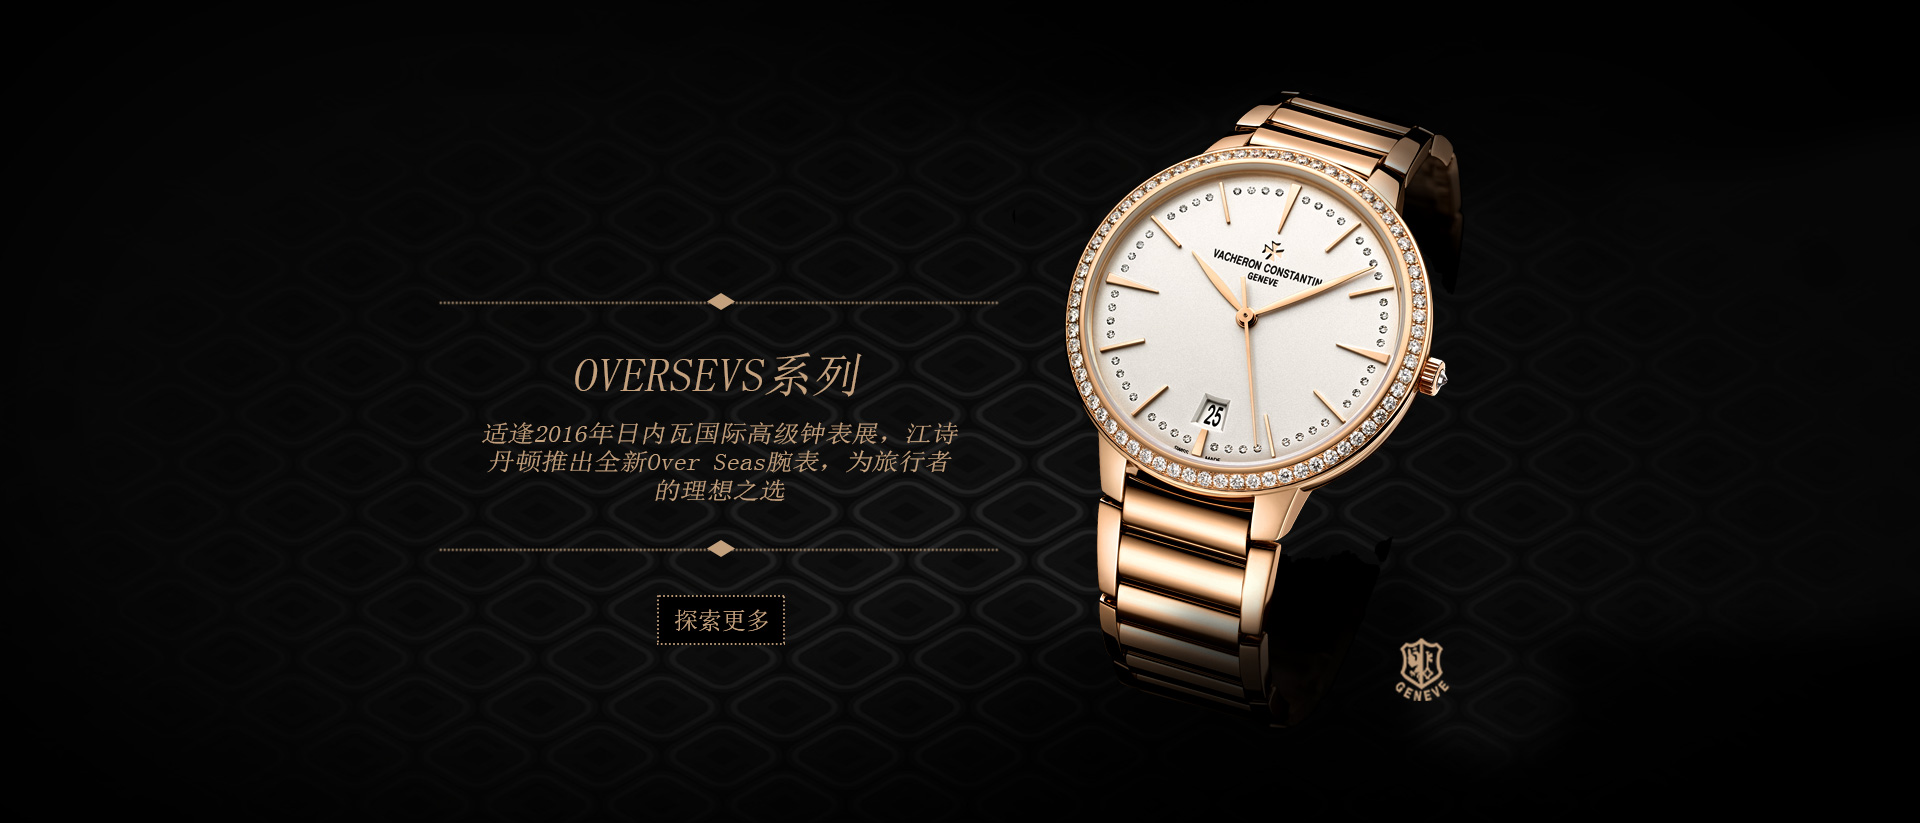 OVERSEVS系列
适逢2016年日内瓦国际高级钟表展，江诗
丹顿推出全新Over Seas腕表，为旅行者
的理想之选
探索更多
VACHERON CONSTANTIN
GENEVE
25
GENEVE